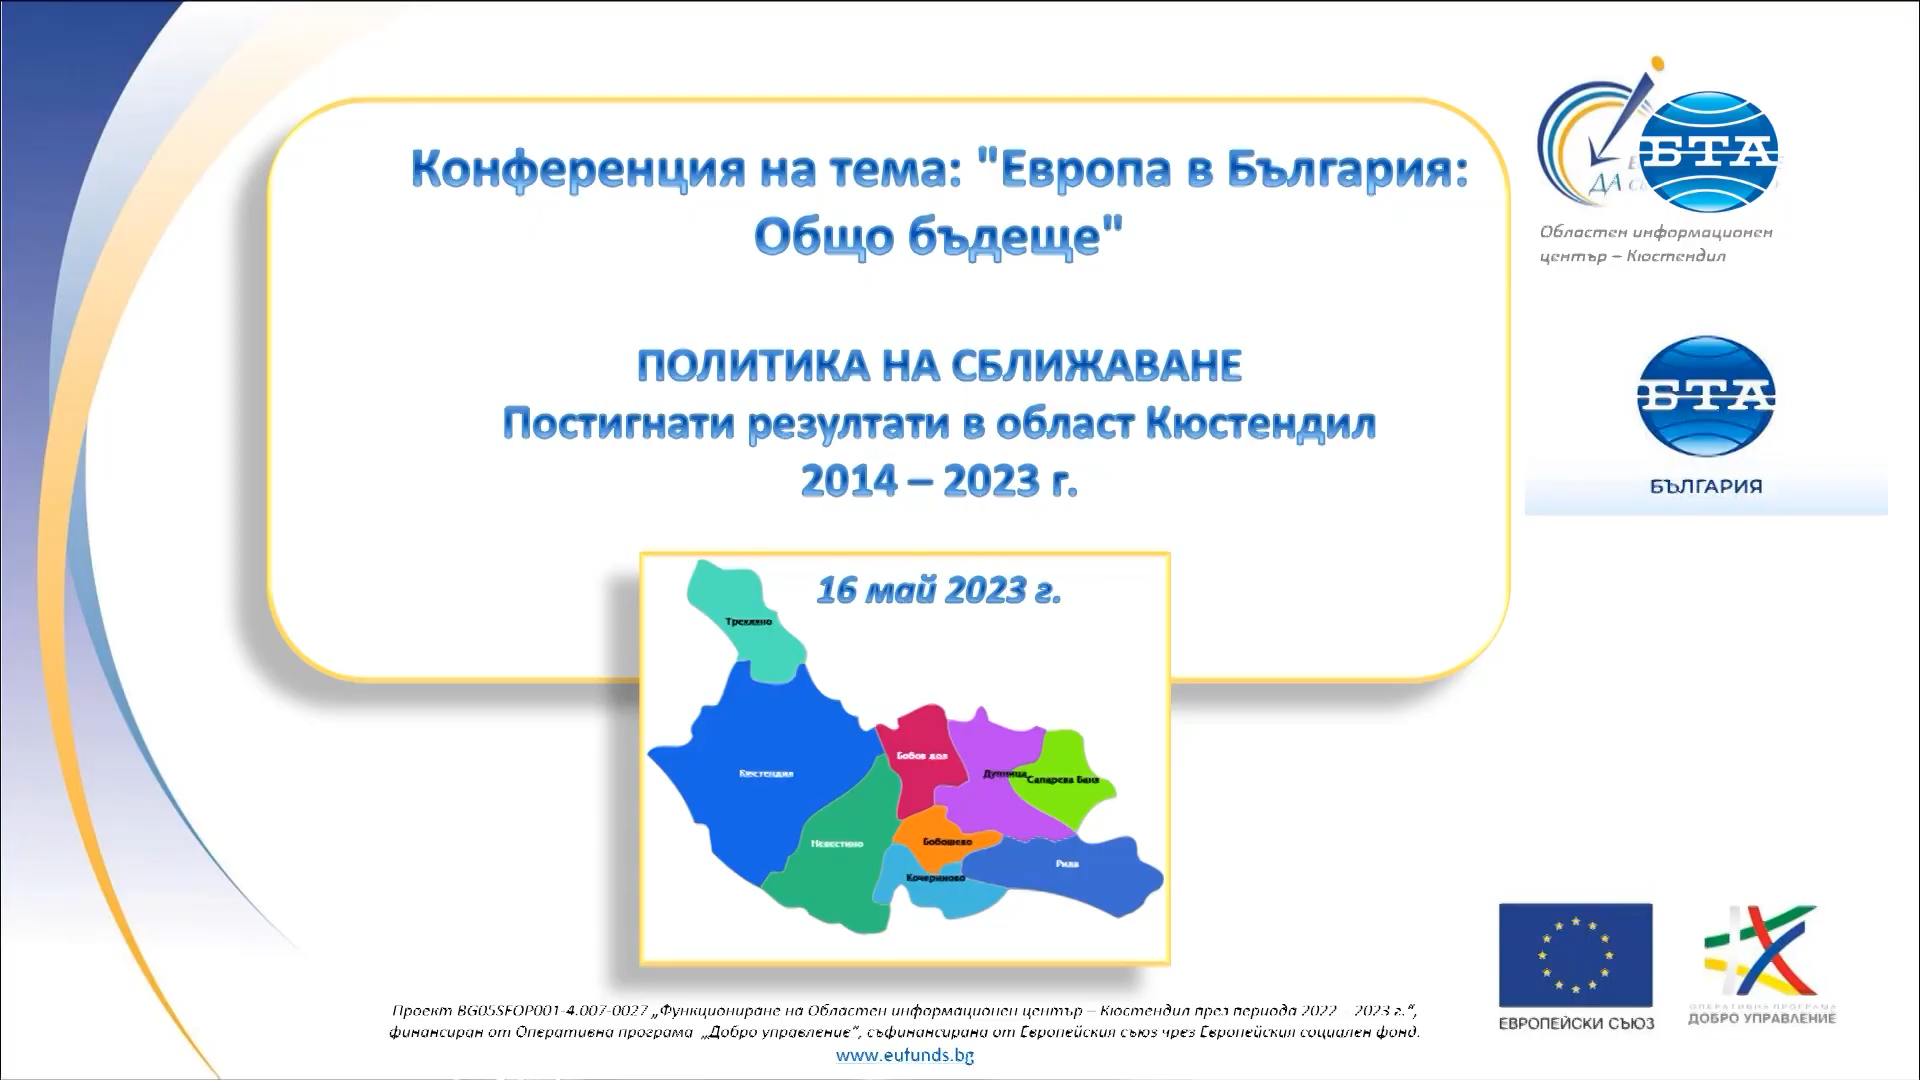 Конференция на тема: "Европа в България:
Общо бъдеще"
ПОЛИТИКА НА СБЛИЖАВАНЕ
Постигнати резултати в област Кюстендил
2014 – 2023 г.
16 май 2023 г.
БТА
ДА
Областен информационен
център – Кюстендил
БТА
БЪЛГАРИЯ
Трекляно
Кюстендил
Бобов дол
Дупница
Сапарева Баня
Невестино
Бобошево
Кочериново
Рила
ЕВРОПЕЙСКИ СЪЮЗ
ОПЕРАТИВНА ПРОГРАМА
ДОБРО УПРАВЛЕНИЕ
Проект BG05SFOP001-4.007-0027 „Функциониране на Областен информационен център – Кюстендил през периода 2022 – 2023 г.“,
финансиран от Оперативна програма „Добро управление“, съфинансирана от Европейския съюз чрез Европейския социален фонд.
www.eufunds.bg